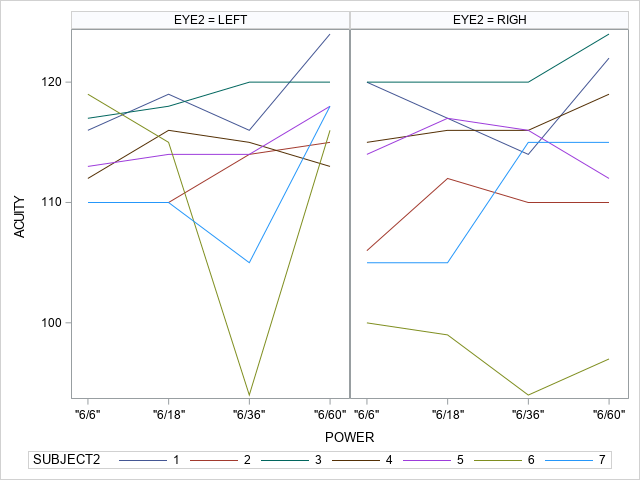 EYE2 = LEFT EYE2 = RIGH
120
110
100
ACUITY
"6/6" "6/18" "6/36" "6/60" "6/6" "6/18" "6/36" "6/60"
POWER
SUBJECT2 1 2 3 4 5 6 7